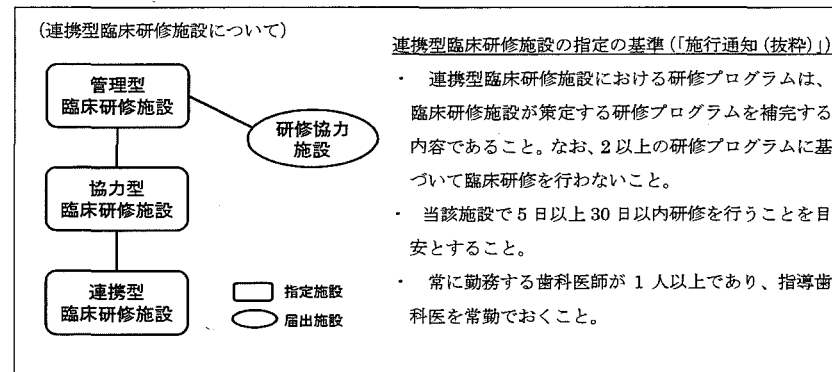 (連携型臨床研修施設について)
管理型
臨床研修施設
研修協力
施設
協力型
臨床研修施設
連携型
臨床研修施設
指定施設
届出施設
連携型臨床研修施設の指定の基準(「施行通知(抜粋)」)
・ 連携型臨床研修施設における研修プログラムは、
臨床研修施設が策定する研修プログラムを補完する
内容であること。なお、2以上の研修プログラムに基
づいて臨床研修を行わないこと。
・ 当該施設で5日以上30日以内研修を行うことを目
安とすること。
・ 常に勤務する歯科医師が1人以上であり、指導歯
科医を常勤でおくこと。